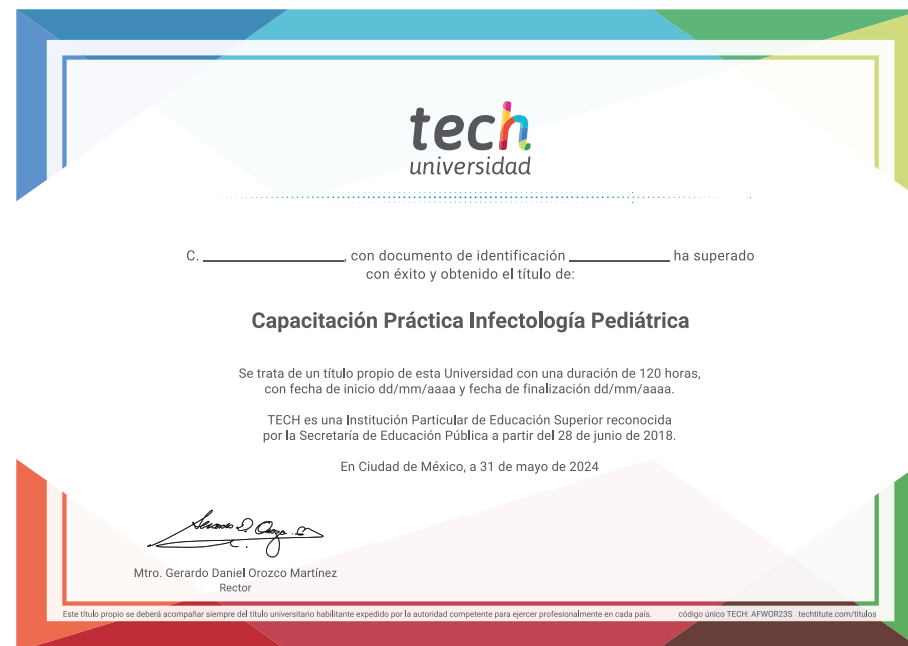 tech
universidad
C. ____________________, con documento de identificación ______________ ha superado
con éxito y obtenido el título de:
Capacitación Práctica Infectología Pediátrica
Se trata de un título propio de esta Universidad con una duración de 120 horas,
con fecha de inicio dd/mm/aaaa y fecha de finalización dd/mm/aaaa.
TECH es una Institución Particular de Educación Superior reconocida
por la Secretaría de Educación Pública a partir del 28 de junio de 2018.
En Ciudad de México, a 31 de mayo de 2024
Mtro. Gerardo Daniel Orozco Martínez
Rector
Este título propio se deberá acompañar siempre del título universitario habilitante expedido por la autoridad competente para ejercer profesionalmente en cada país. código único TECH: AFWOR23S techtitute.com/titulos